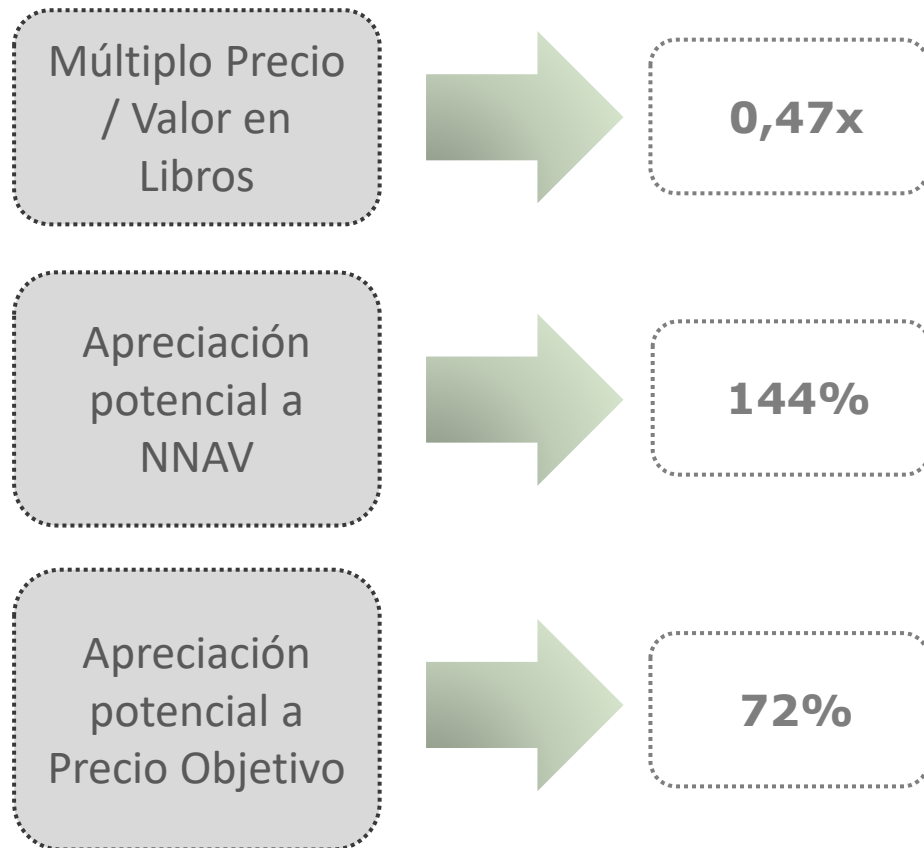 Múltiplo Precio
/ Valor en
Libros
0,47x
Apreciación
potencial a
NNAV
144%
Apreciación
potencial a
Precio Objetivo
72%